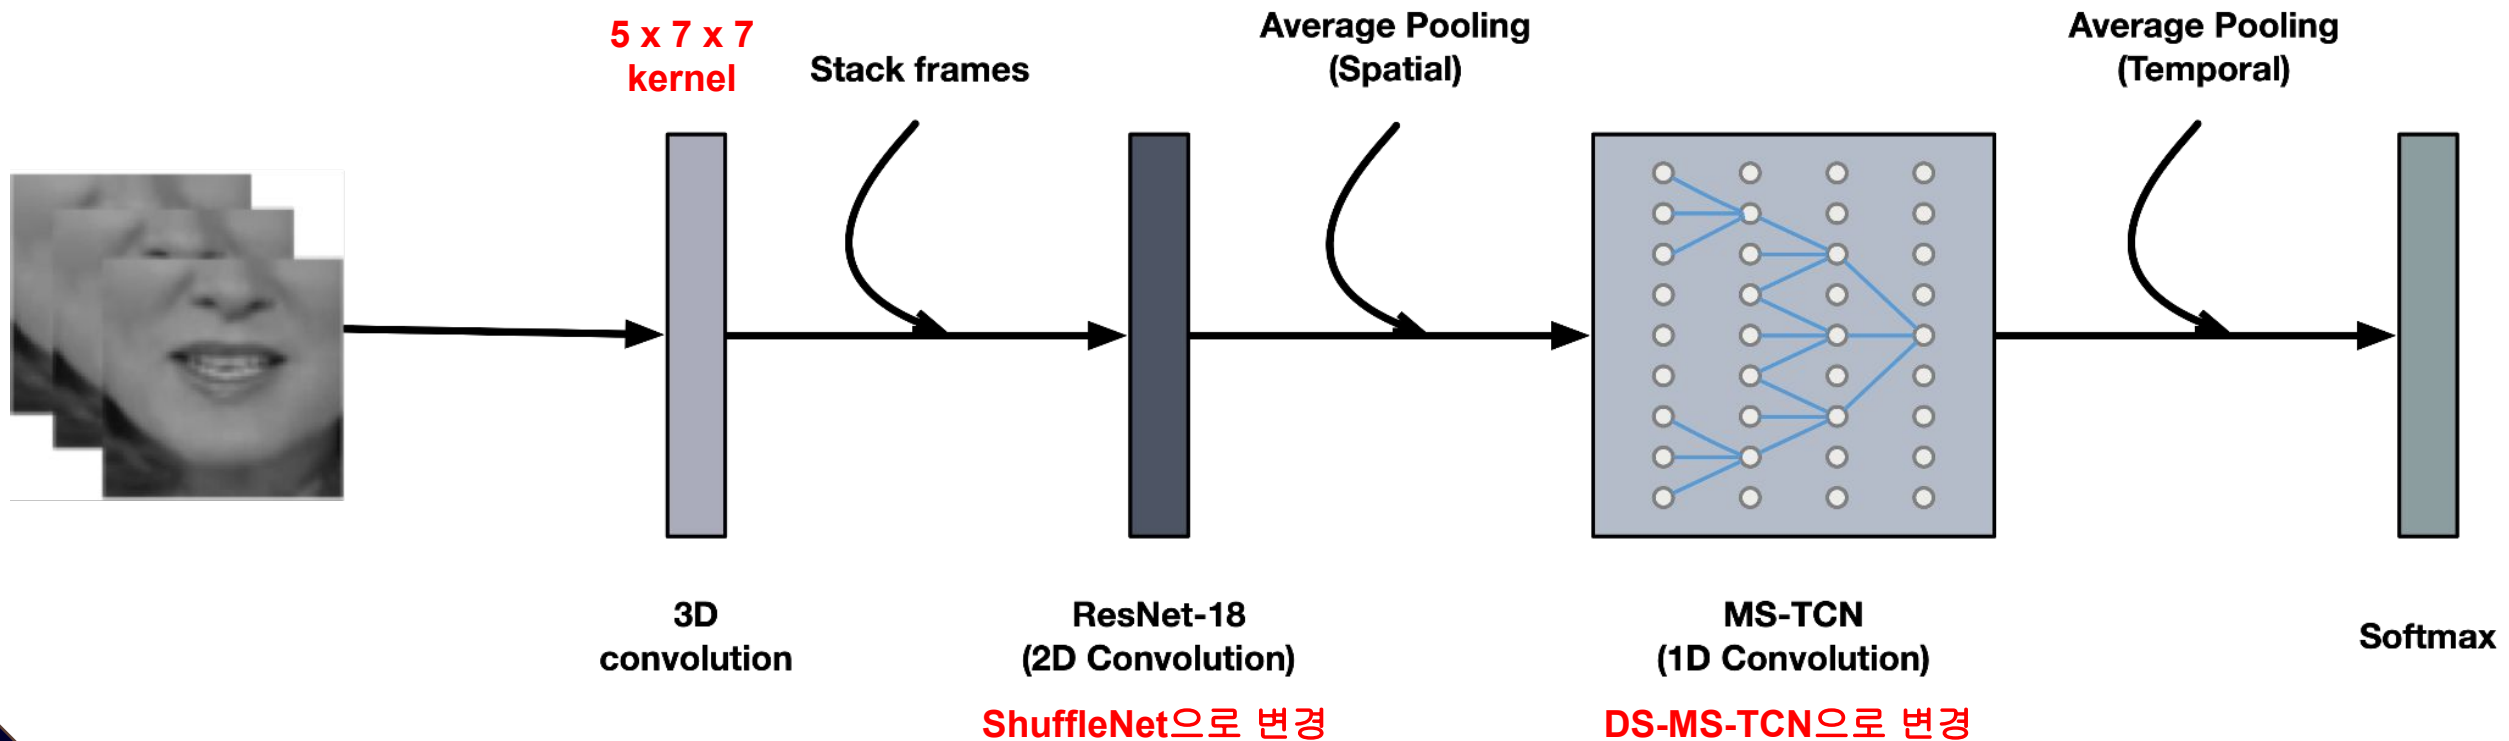 5 x 7 x 7
kernel
Stack frames
Average Pooling
(Spatial)
Average Pooling
(Temporal)
3D
convolution
ResNet-18
(2D Convolution)
ShuffleNet으로 변경
MS-TCN
(1D Convolution)
DS-MS-TCN으로 변경
Softmax